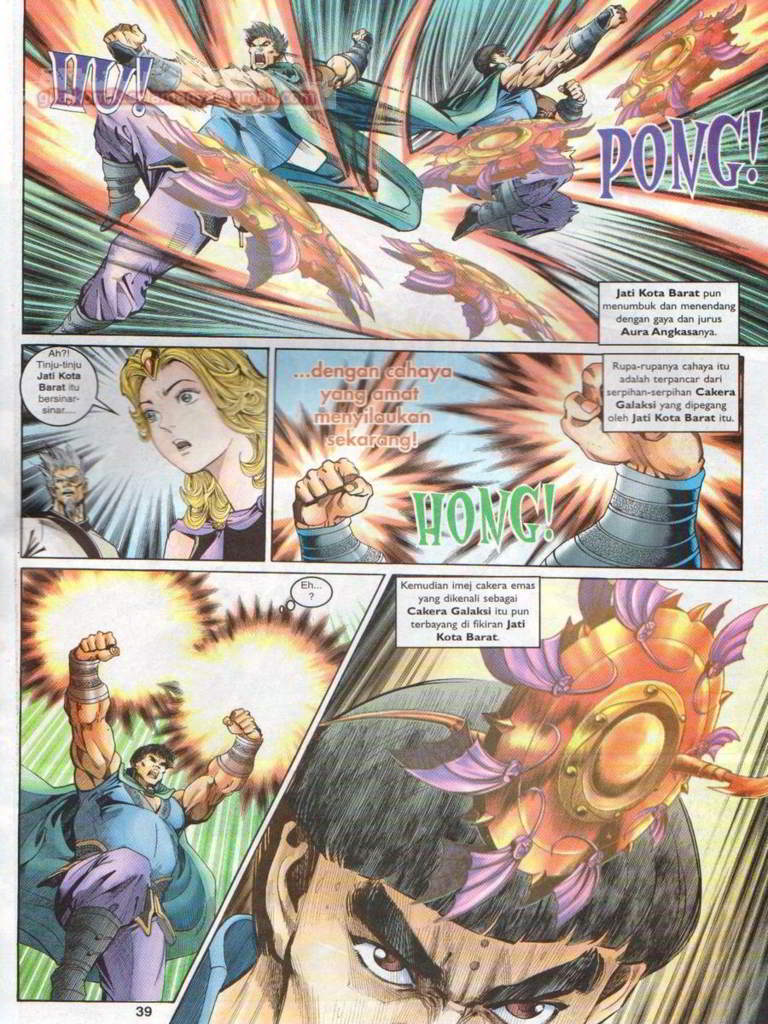 HU!
PONG!
Jati Kota Barat pun
menumbuk dan menendang
dengan gaya dan jurus
Aura Angkasanya.
Ah?!
Tinju-tinju
Jati Kota
Barat itu
bersinar-
sinar....
...dengan cahaya
yang amat
menyilaukan
sekarang!
Rupa-rupanya cahaya itu
adalah terpancar dari
serpihan-serpihan Cakera
Galaksi yang dipegang
oleh Jati Kota Barat itu.
HONG!
Eh...
?
Kemudian imej cakera emas
yang dikenali sebagai
Cakera Galaksi itu pun
terbayang di fikiran Jati
Kota Barat.
39